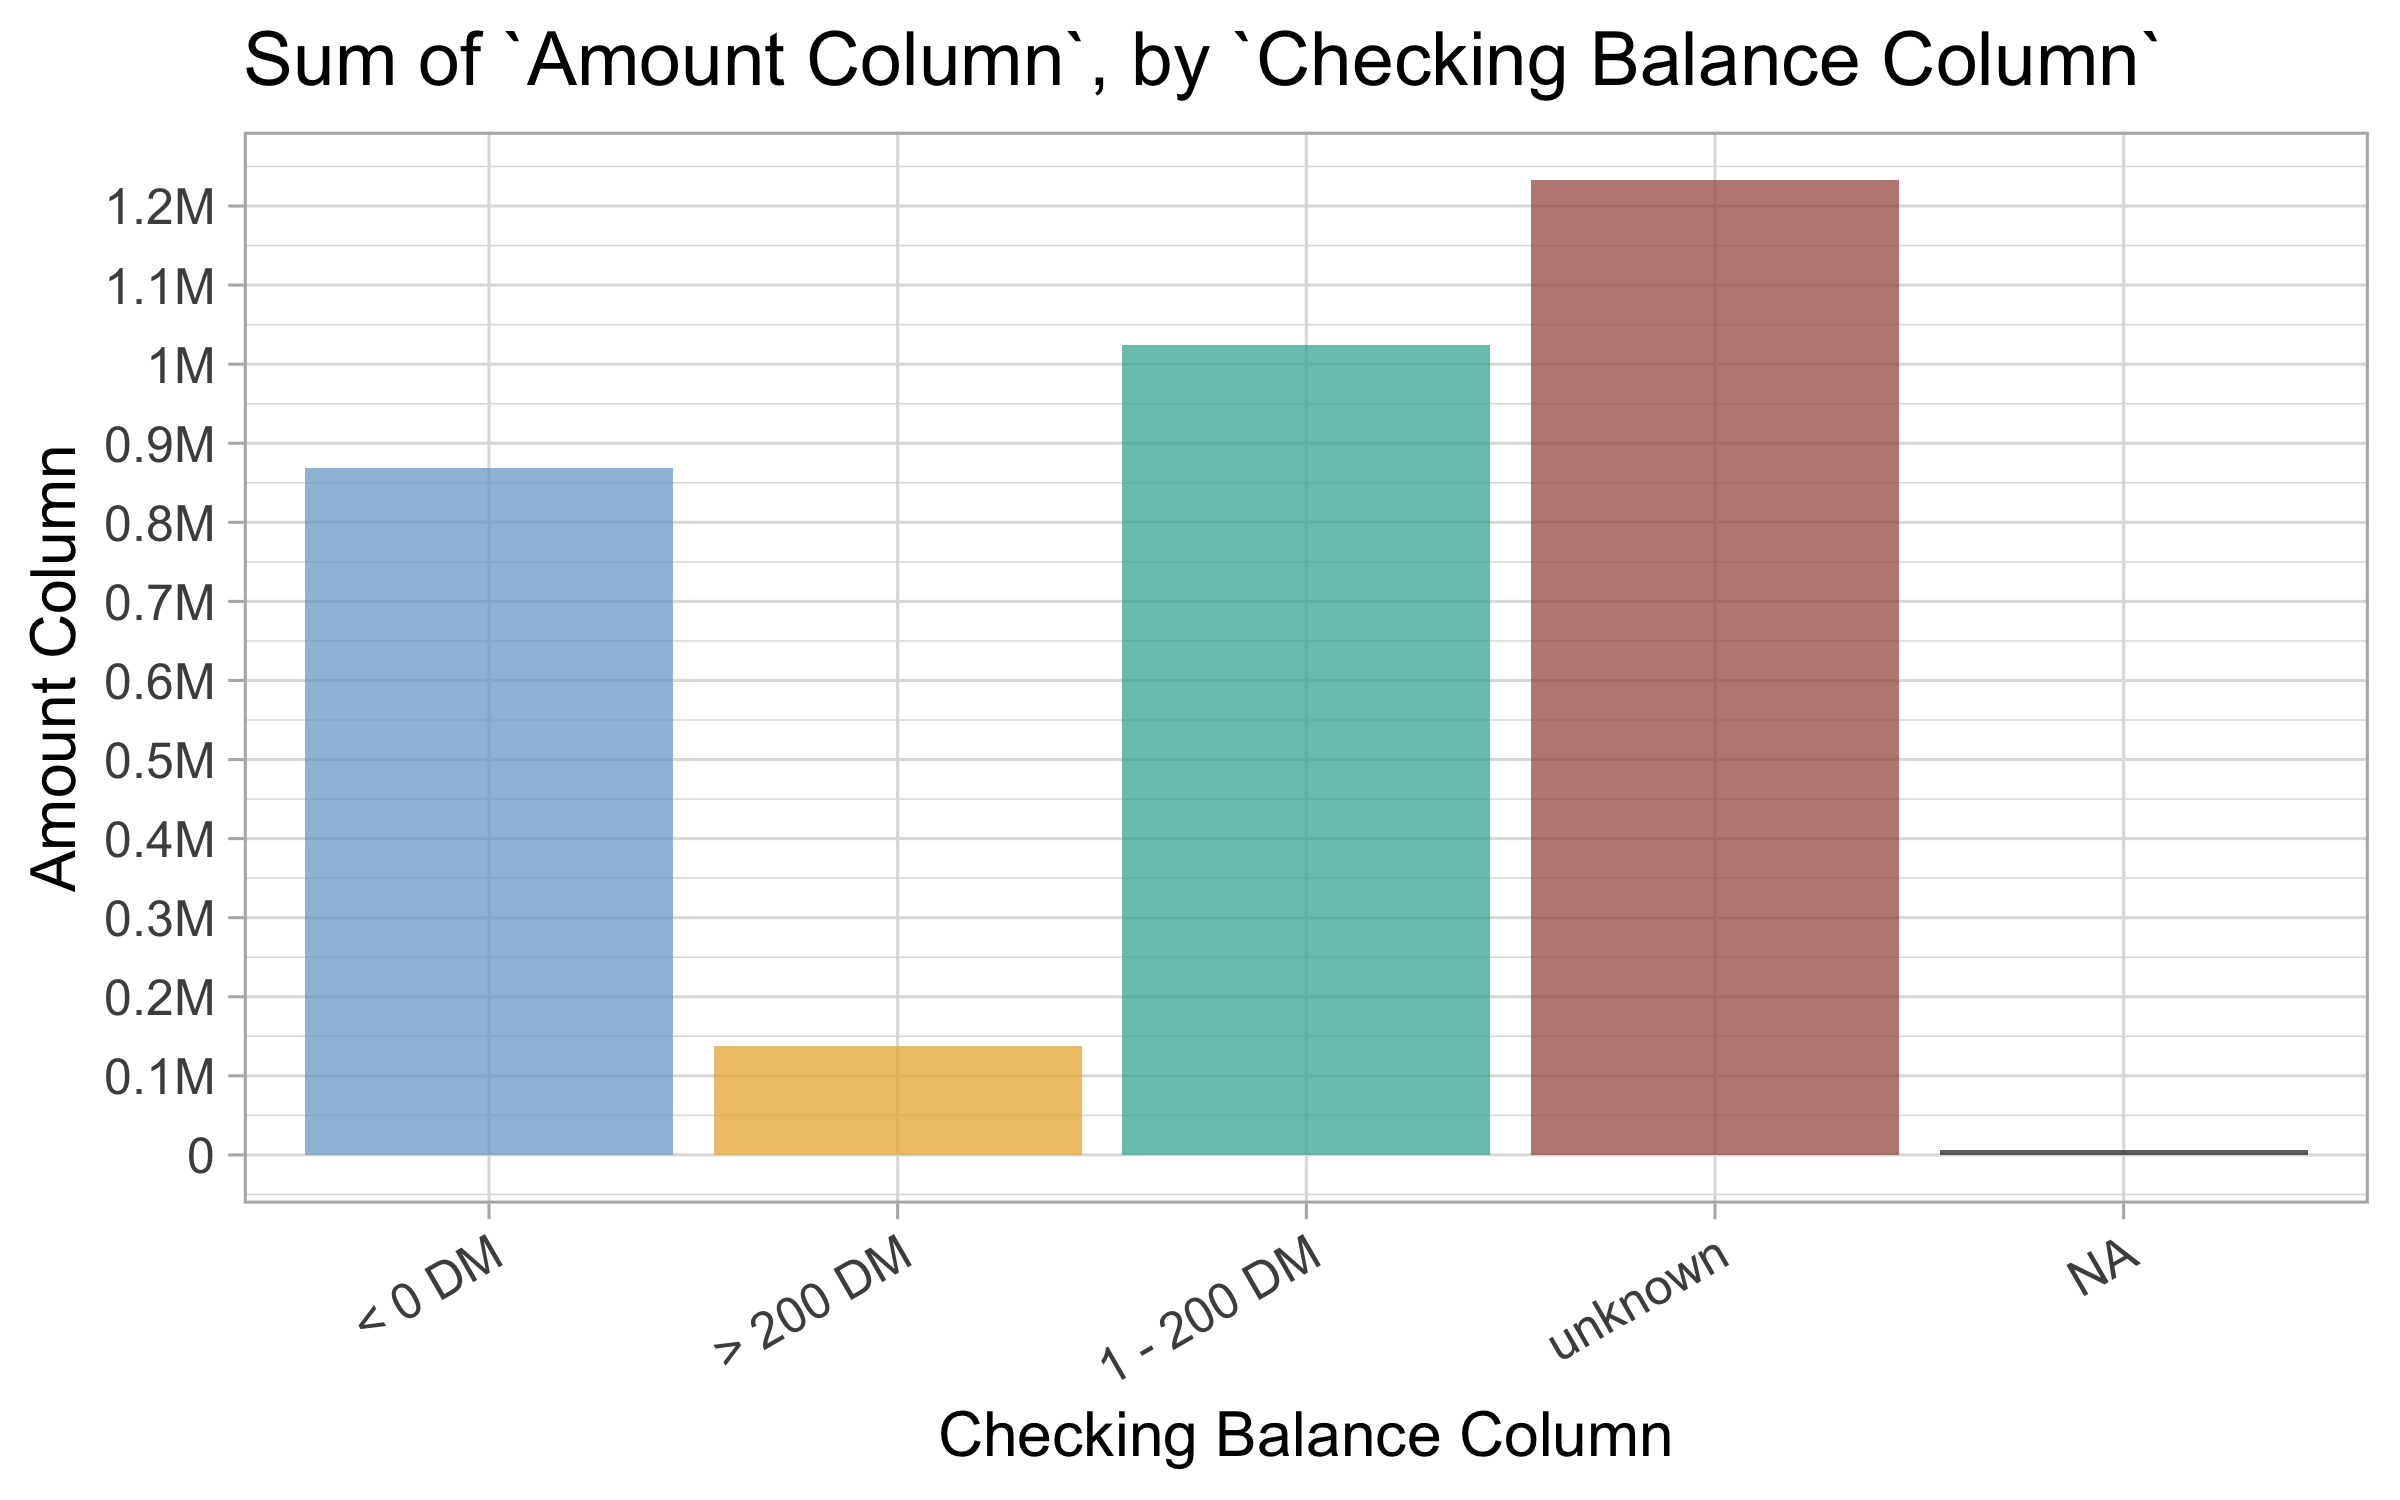 Sum of `Amount Column`, by `Checking Balance Column`
Amount Column
1.2M
1.1M
1M
0.9M
0.8M
0.7M
0.6M
0.5M
0.4M
0.3M
0.2M
0.1M
0
< 0 DM
> 200 DM
1 - 200 DM
unknown
NA
Checking Balance Column